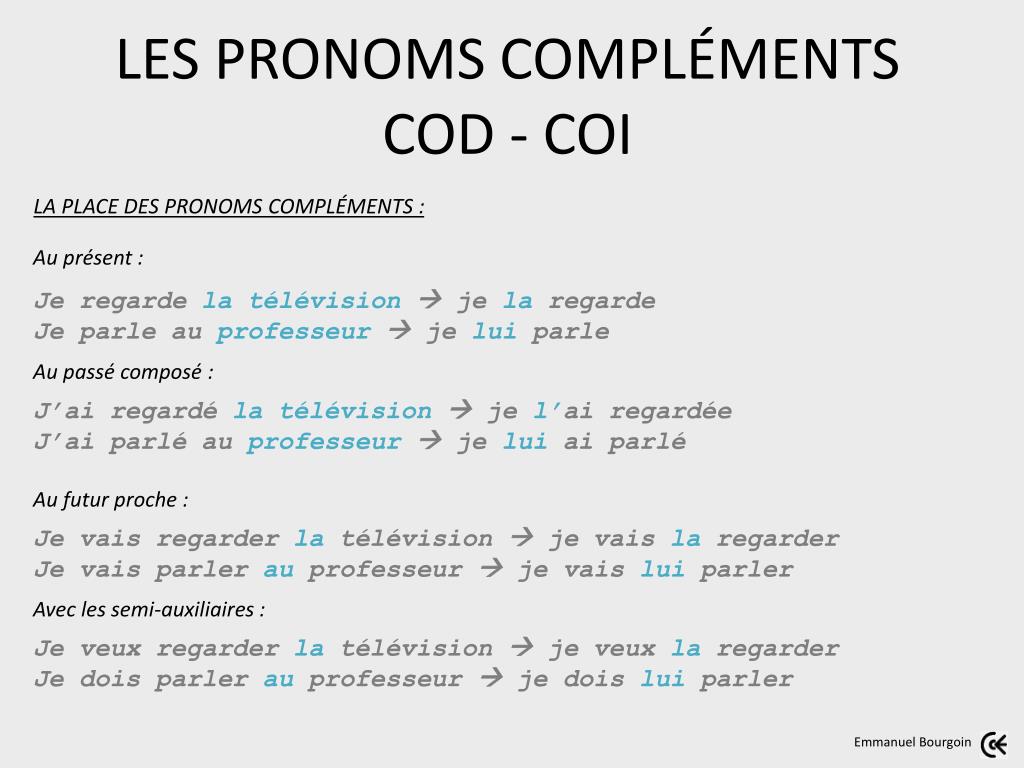 LES PRONOMS COMPLÉMENTS
COD - COI
LA PLACE DES PRONOMS COMPLÉMENTS :
Au présent :
Je regarde la télévision → je la regarde
Je parle au professeur → je lui parle
Au passé composé :
J’ai regardé la télévision → je l’ai regardée
J’ai parlé au professeur → je lui ai parlé
Au futur proche :
Je vais regarder la télévision → je vais la regarder
Je vais parler au professeur → je vais lui parler
Avec les semi-auxiliaires :
Je veux regarder la télévision → je veux la regarder
Je dois parler au professeur → je dois lui parler
Emmanuel Bourgoin